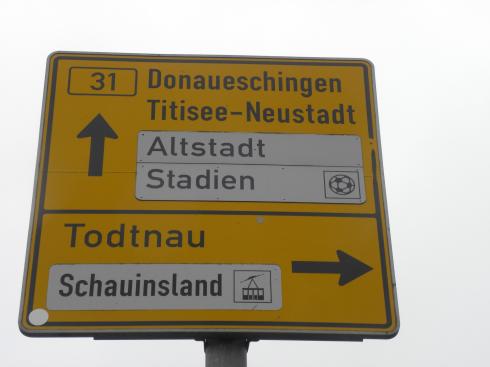 31 Donaueschingen
Titisee-Neustadt
Altstadt
Stadien
Todtnau
Schauinsland